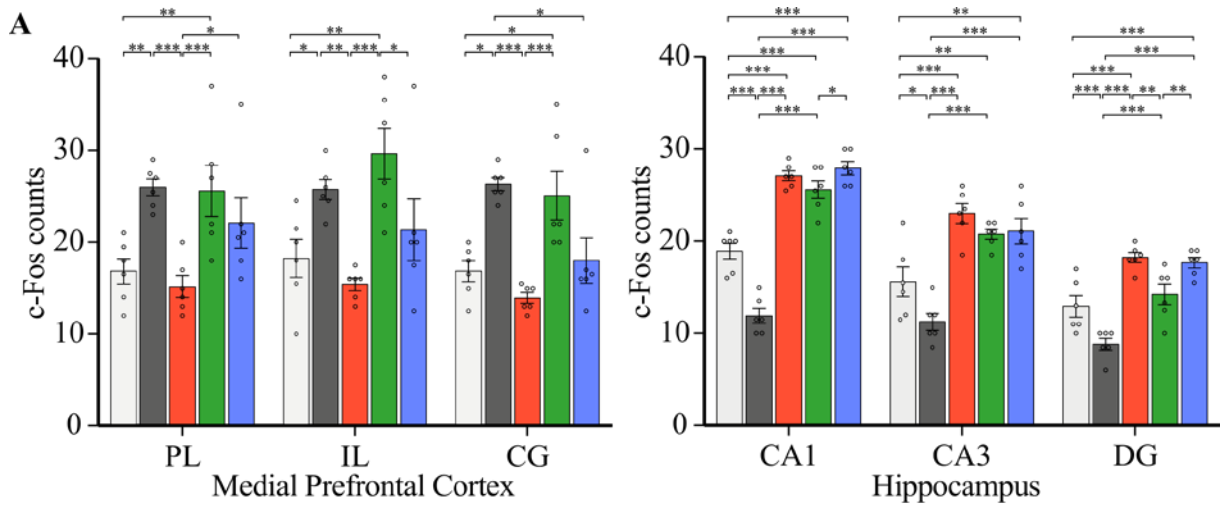 A
** * *** **
** * ** * *** ***
** *** *** * ** *** * * *** *** *** ** ***
*** *** ***
*** *** * * *** *** *** ** **
*** *** ***
40 40
30 30
20 20
10 10
0 0
c-Fos counts c-Fos counts
PL IL CG CA1 CA3 DG
Medial Prefrontal Cortex Hippocampus